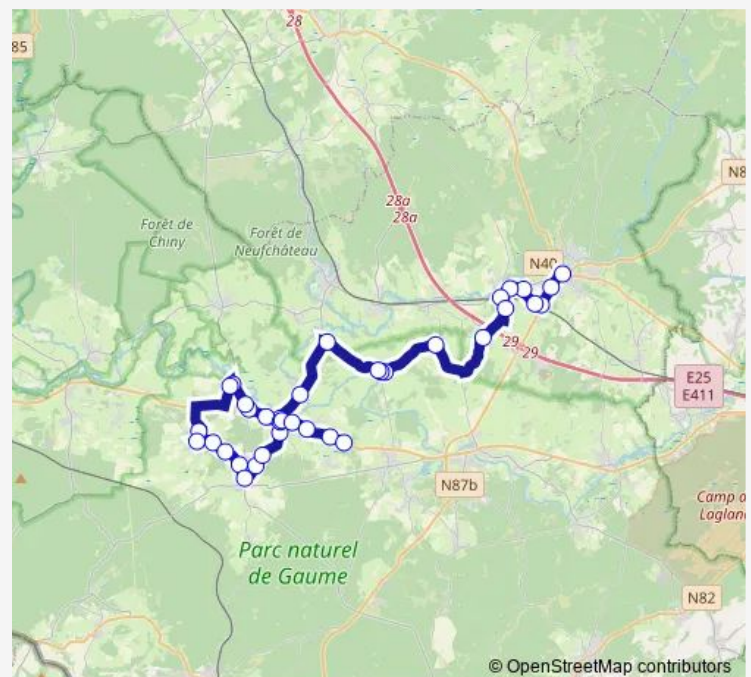 28
85
N8
28a
28a
Forêt de
Chiny
Forêt de
Neufchâteau
N40
29
29
E25
E411
N87b
Camp d
Laglan
Parc naturel
de Gaume
N82
© OpenStreetMap contributors